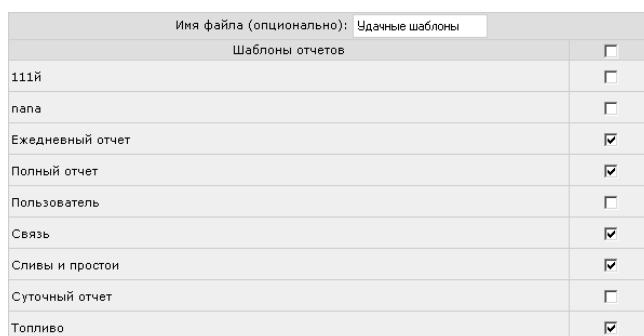 Имя файла (опционально): Удачные шаблоны
Шаблоны отчетов
111й
nana
Ежедневный отчет
Полный отчет
Пользователь
Связь
Сливы и простои
Суточный отчет
Топливо